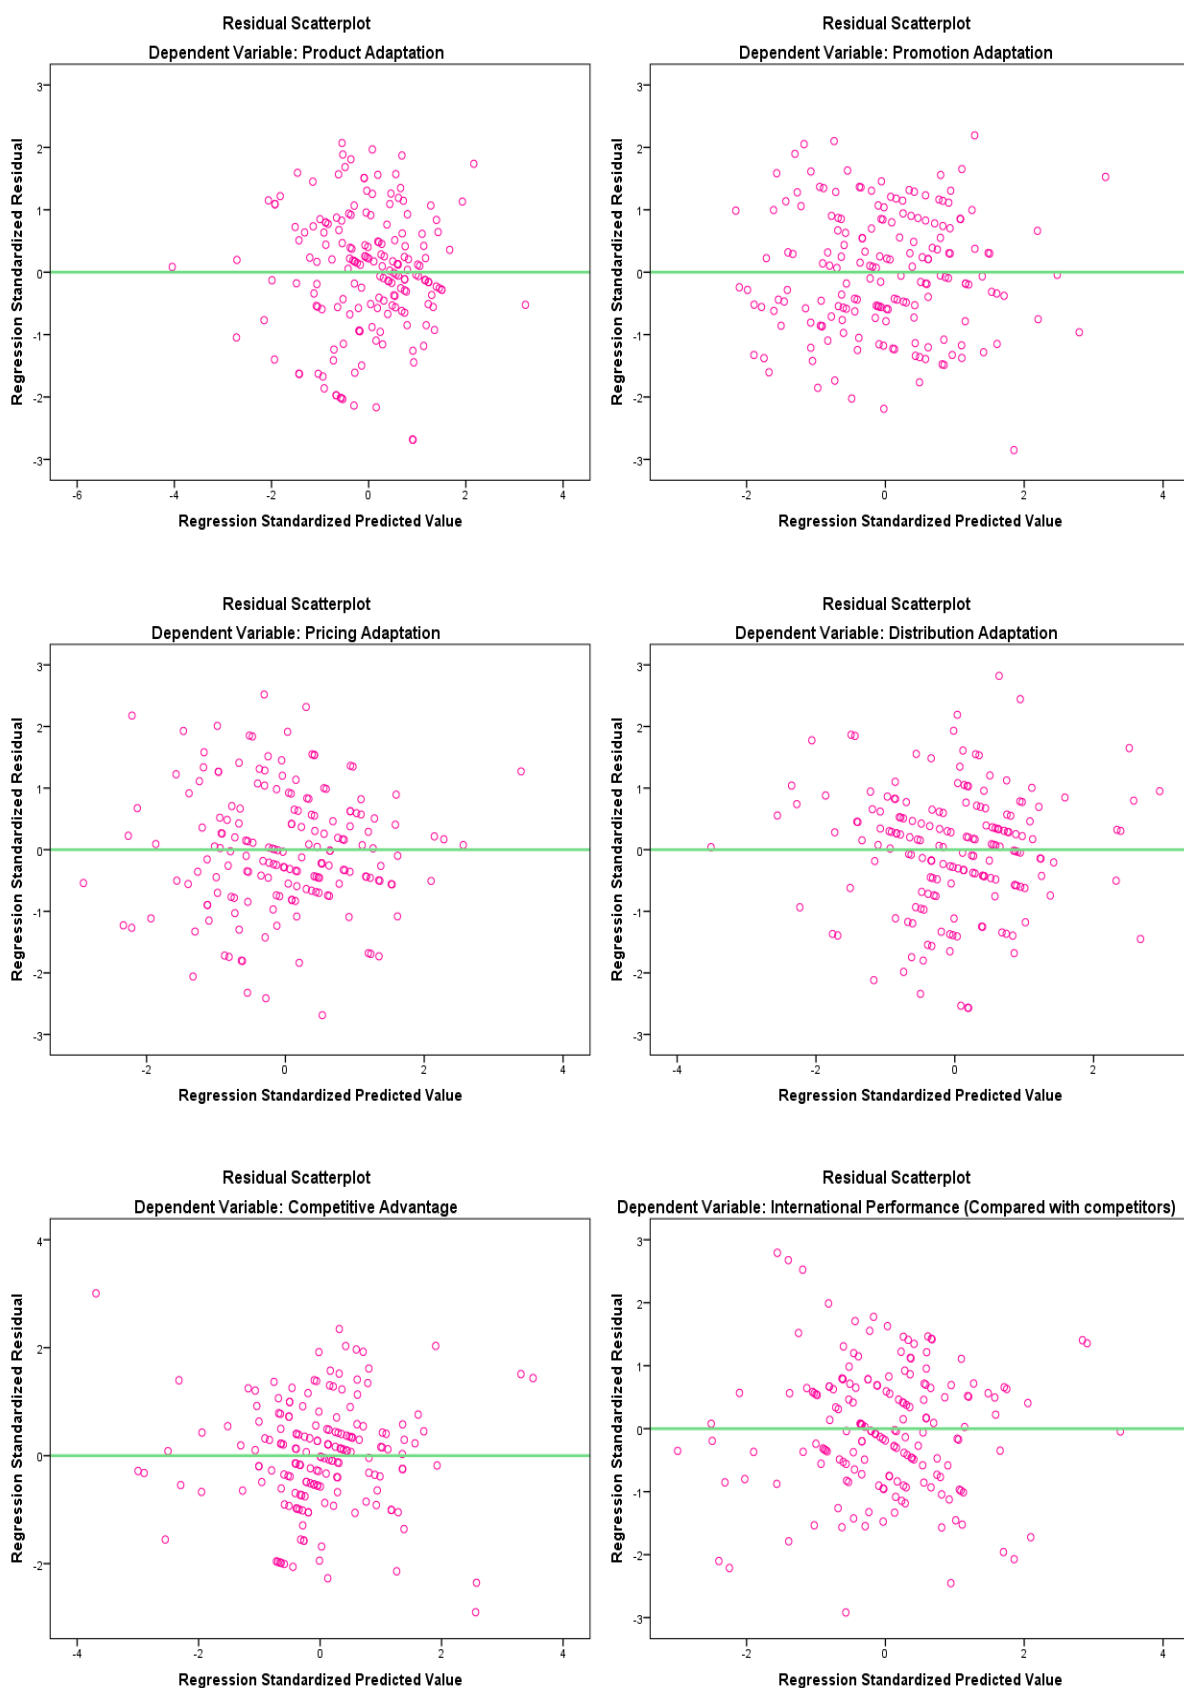 Residual Scatterplot
Dependent Variable: Product Adaptation
Regression Standardized Residual
3
2
1
0
-1
-2
-3
-6
-4
-2
0
2
4
Regression Standardized Predicted Value
Residual Scatterplot
Dependent Variable: Promotion Adaptation
Regression Standardized Residual
3
2
1
0
-1
-2
-3
-2
0
2
4
Regression Standardized Predicted Value
Residual Scatterplot
Dependent Variable: Pricing Adaptation
Regression Standardized Residual
3
2
1
0
-1
-2
-3
-2
0
2
4
Regression Standardized Predicted Value
Residual Scatterplot
Dependent Variable: Distribution Adaptation
Regression Standardized Residual
3
2
1
0
-1
-2
-3
-4
-2
0
2
4
Regression Standardized Predicted Value
Residual Scatterplot
Dependent Variable: Competitive Advantage
Regression Standardized Residual
4
2
0
-2
-4
-2
0
2
4
Regression Standardized Predicted Value
Residual Scatterplot
Dependent Variable: International Performance (Compared with competitors)
Regression Standardized Residual
3
2
1
0
-1
-2
-3
-2
0
2
4
Regression Standardized Predicted Value